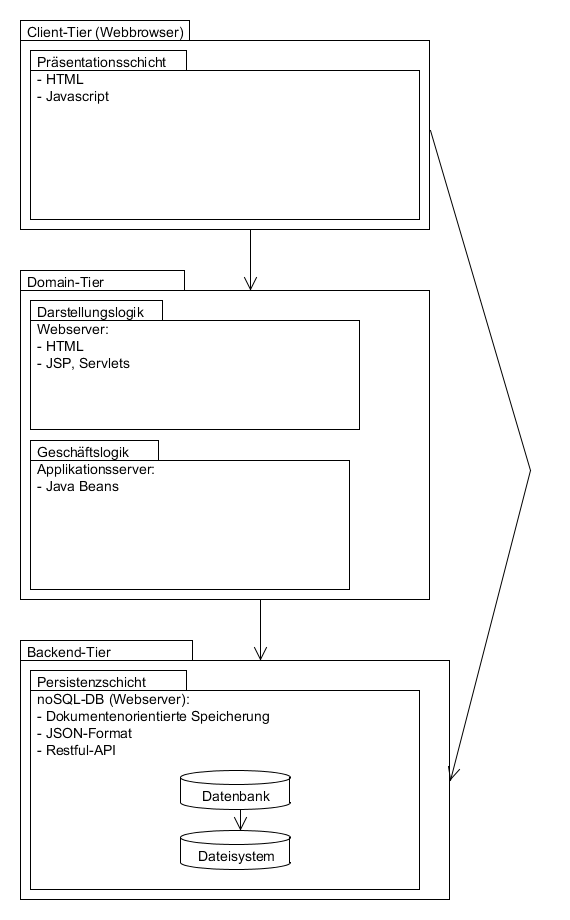 Client-Tier (Webbrowser)
Präsentationsschicht
- HTML
- Javascript
Domain-Tier
Darstellungslogik
Webserver:
- HTML
- JSP, Servlets
Geschäftslogik
Applikationsserver:
- Java Beans
Backend-Tier
Persistenzschicht
noSQL-DB (Webserver):
- Dokumentenorientierte Speicherung
- JSON-Format
- Restful-API
Datenbank
Dateisystem